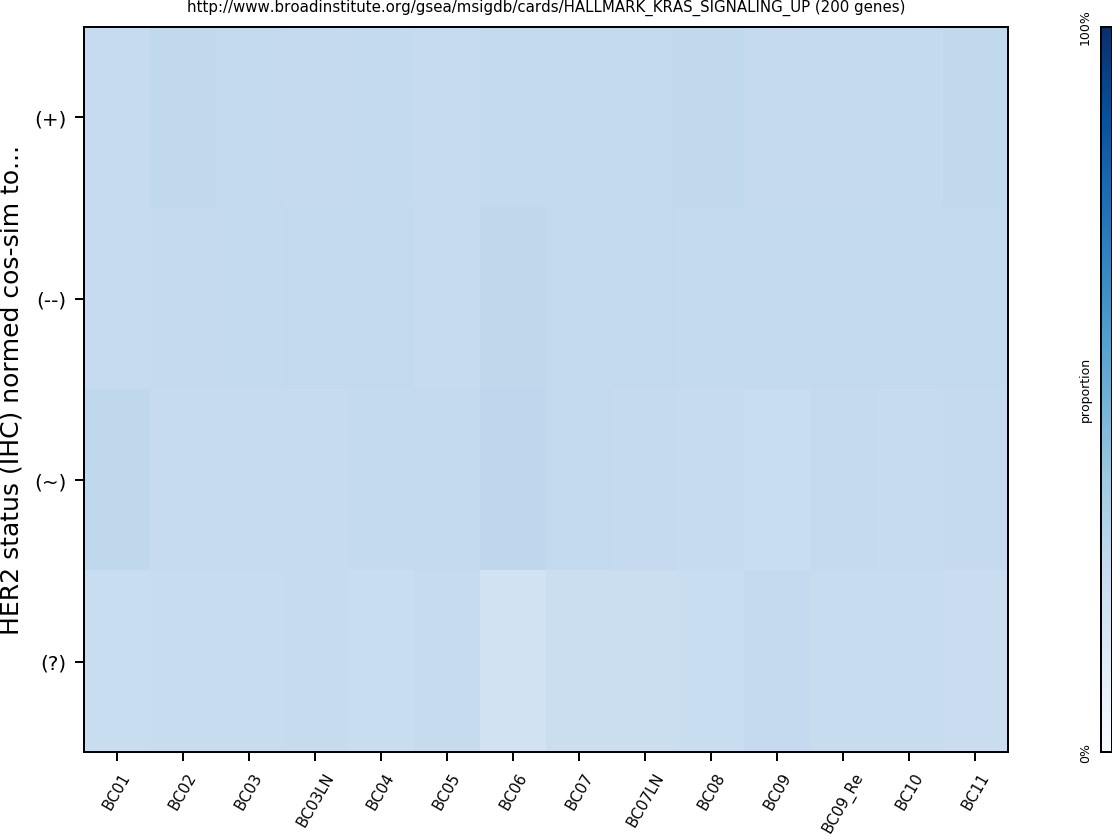 http://www.broadinstitute.org/gsea/msigdb/cards/HALLMARK_KRAS_SIGNALING_UP (200 genes)
HER2 status (IHC) normed cos-sim to...
(+)
(--)
(~)
(?)
BC01
BC02
BC03
BC03LN
BC04
BC05
BC06
BC07
BC07LN
BC08
BC09
BC09_Re
BC10
BC11
100%
proportion
0%